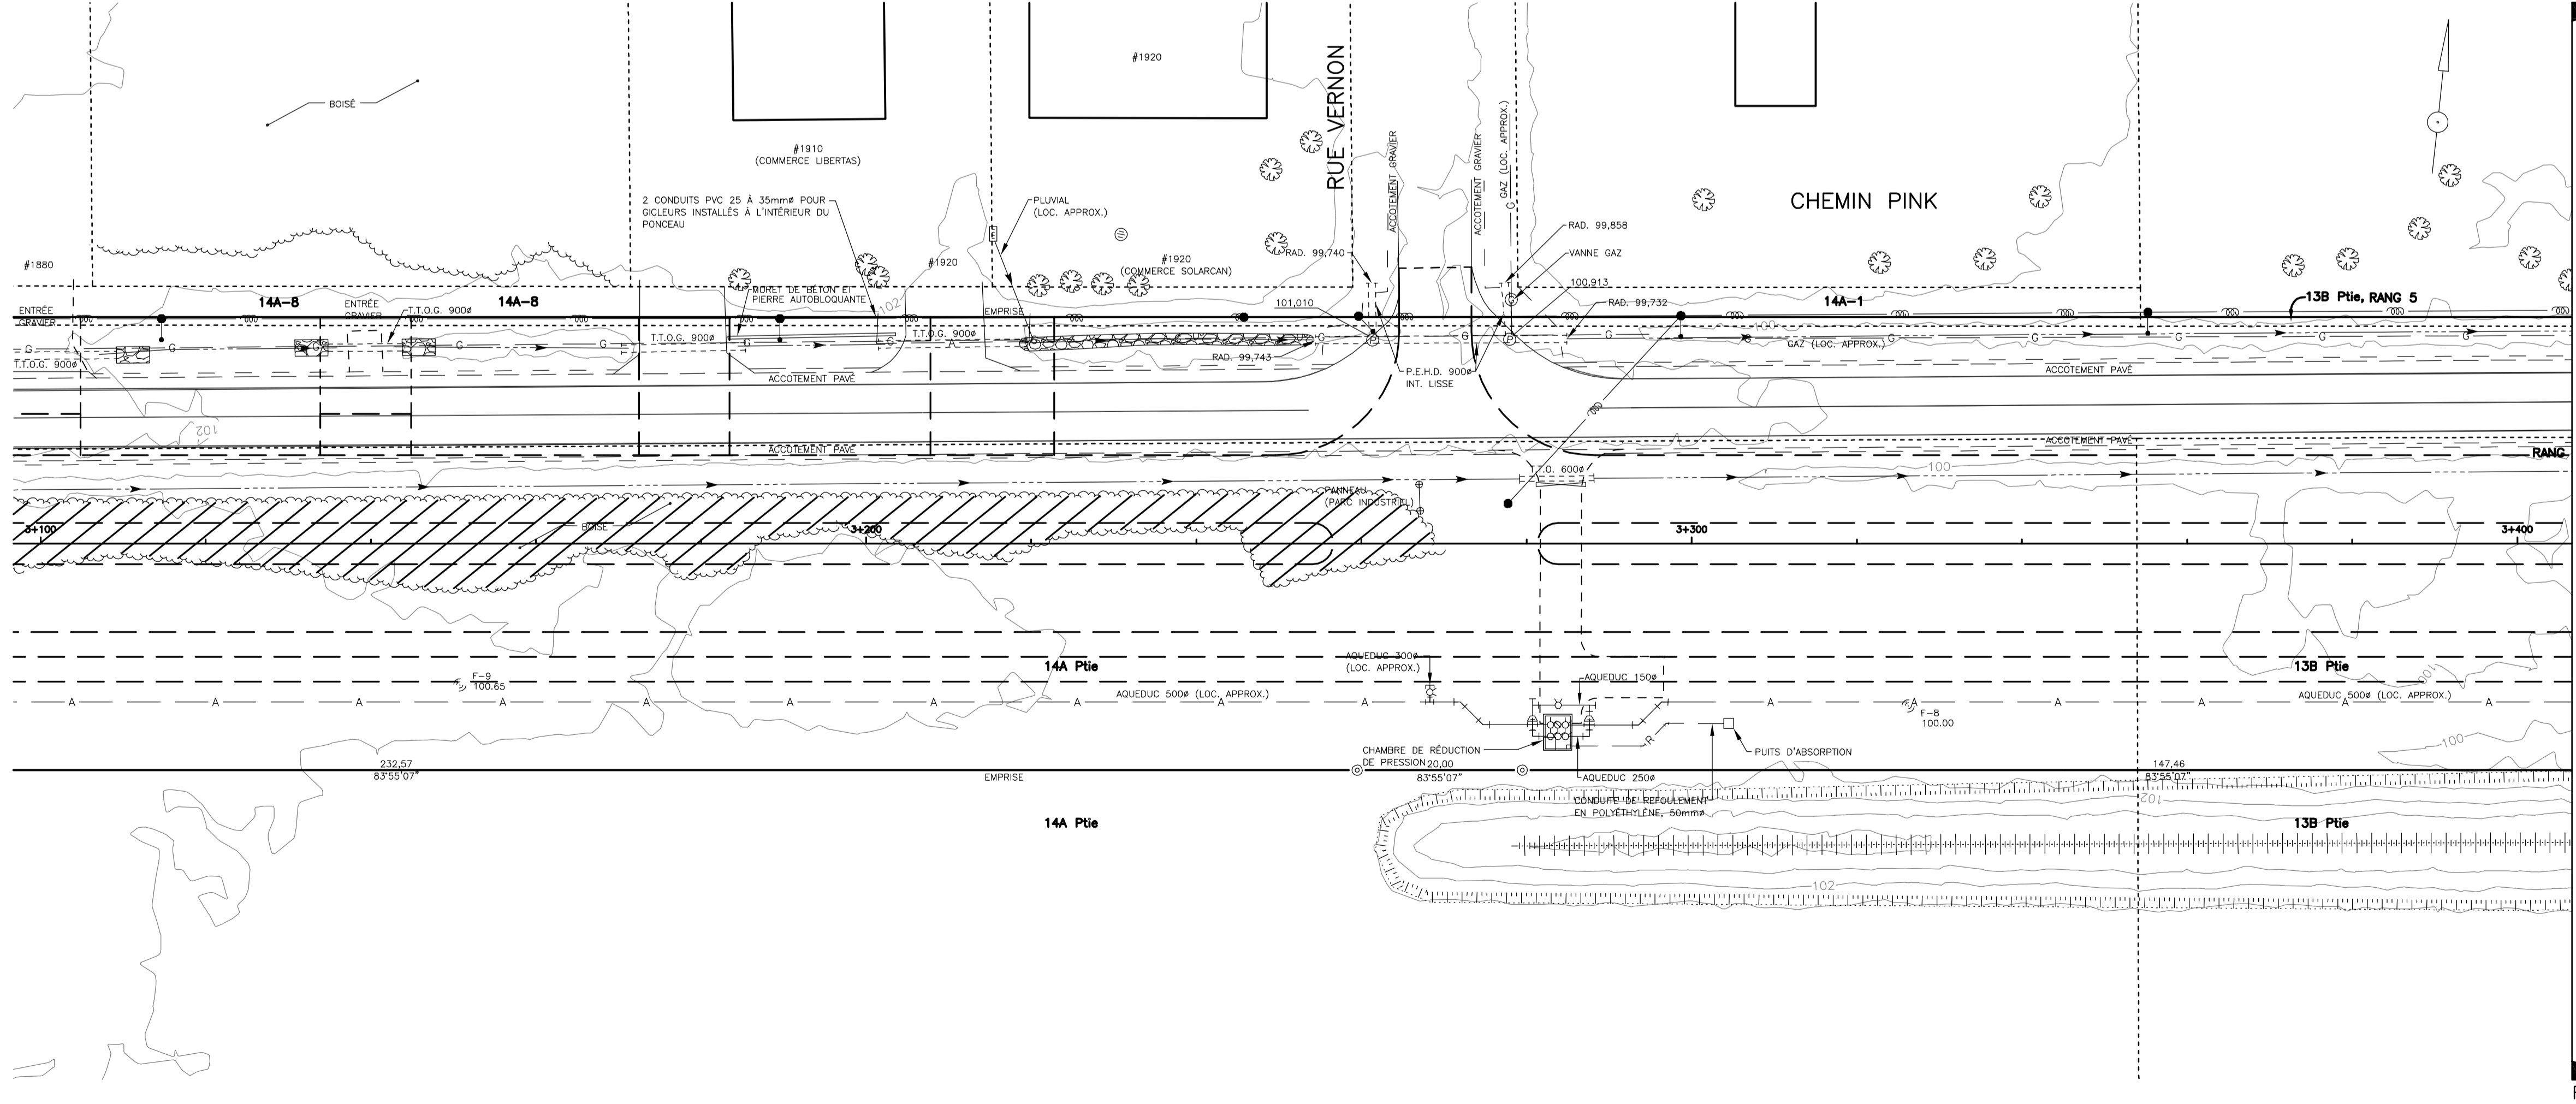 #1920
BOISÉ
RUE VERNON
ACCOTEMENT GRAVIER
ACCOTEMENT GRAVIER
GAZ (LOC. APPROX.)
G
#1910
(COMMERCE LIBERTAS)
CHEMIN PINK
2 CONDUITS PVC 25 À 35mmø POUR
GICLEURS INSTALLÉS À L'INTÉRIEUR DU
PONCEAU
PLUVIAL
(LOC. APPROX.)
RAD. 99,858
VANNE GAZ
RAD. 99,740
#1880
#1920
#1920
(COMMERCE SOLARCAN)
100,913
ENTRÉE
GRAVIER
14A-8
ENTRÉE
GRAVIER
14A-8
T.T.O.G. 900ø
MURET DE BÉTON ET
PIERRE AUTOBLOQUANTE
102
EMPRISE
101,010
RAD. 99,732
14A-1
13B Ptie, RANG 5
100
T.T.O.G. 900ø
T.T.O.G. 900ø
T.T.O.G. 900ø
A
G G G G G G G G G G G G G G
RAD. 99,743
P P
GAZ (LOC. APPROX.)
P.E.H.D. 900ø
INT. LISSE
ACCOTEMENT PAVÉ
ACCOTEMENT PAVÉ
102
ACCOTEMENT PAVÉ
ACCOTEMENT PAVÉ
RANG
T.T.O. 600ø
100
PANNEAU
(PARC INDUSTRIEL)
BOISÉ
3+100
3+200
3+300
3+400
14A Ptie
AQUEDUC 300ø
(LOC. APPROX.)
13B Ptie
100
F-9
100.65
AQUEDUC 150ø
AQUEDUC 500ø (LOC. APPROX.)
AQUEDUC 500ø (LOC. APPROX.)
A A A A A A A A A A A A A A A A
F-8
100.00
R
CHAMBRE DE RÉDUCTION
DE PRESSION
PUITS D'ABSORPTION
100
232,57
83°55'07"
EMPRISE
20,00
83°55'07"
AQUEDUC 250ø
147,46
83°55'07"
CONDUITE DE REFOULEMENT
EN POLYÉTHYLÈNE, 50mmø
102
14A Ptie
13B Ptie
102